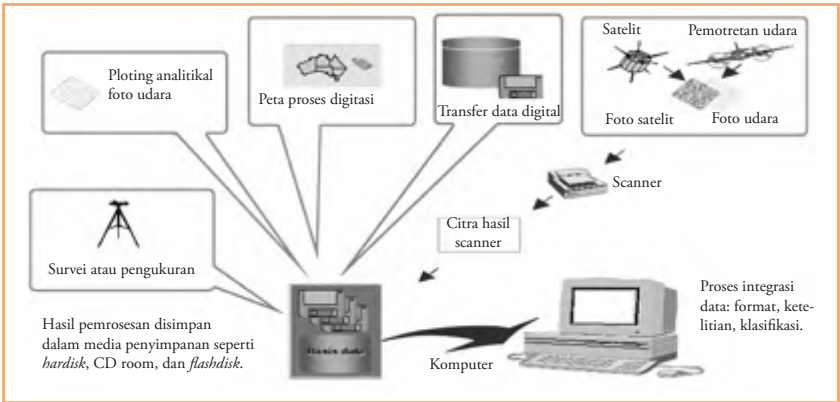 Ploting analitikal
foto udara
Peta proses digitasi
Transfer data digital
Satelit
Pemotretan udara
Foto satelit
Foto udara
Scanner
Citra hasil
scanner
Survei atau pengukuran
Hasil pemrosesan disimpan
dalam media penyimpanan seperti
hardisk, CD room, dan flashdisk.
Basis data
Komputer
Proses integrasi
data: format, kete-
litian, klasifikasi.